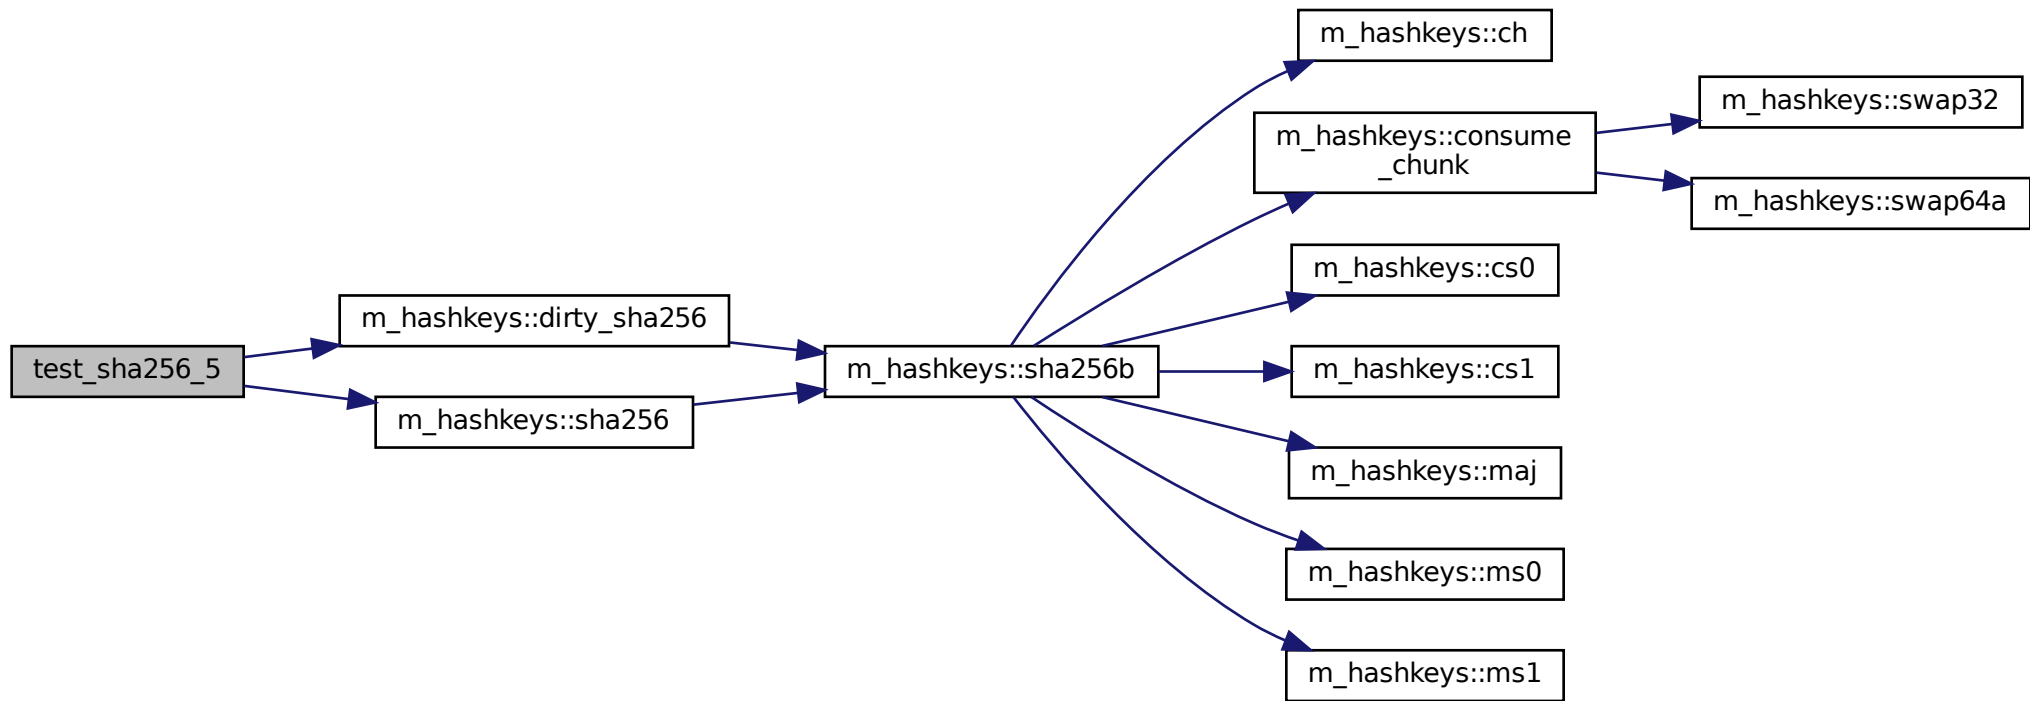 test_sha256_5
m_hashkeys::dirty_sha256
m_hashkeys::sha256
m_hashkeys::sha256b
m_hashkeys::ch
m_hashkeys::consume
_chunk
m_hashkeys::cs0
m_hashkeys::cs1
m_hashkeys::maj
m_hashkeys::ms0
m_hashkeys::ms1
m_hashkeys::swap32
m_hashkeys::swap64a